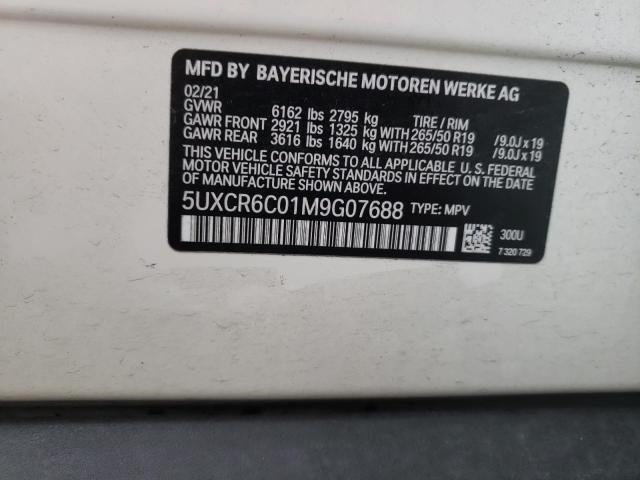 MFD BY BAYERISCHE MOTOREN WERKE AG
02/21
GVWR 6162 lbs 2795 kg TIRE / RIM
GAWR FRONT 2921 lbs 1325 kg WITH 265/50 R19 /9.0J x 19
GAWR REAR 3616 lbs 1640 kg WITH 265/50 R19 /9.0J x 19
THIS VEHICLE CONFORMS TO ALL APPLICABLE U. S. FEDERAL
MOTOR VEHICLE SAFETY STANDARDS IN EFFECT
ON THE DATE OF MANUFACTURE SHOWN ABOVE.
5UXCR6C01M9G07688 TYPE: MPV
300U
7 320 729